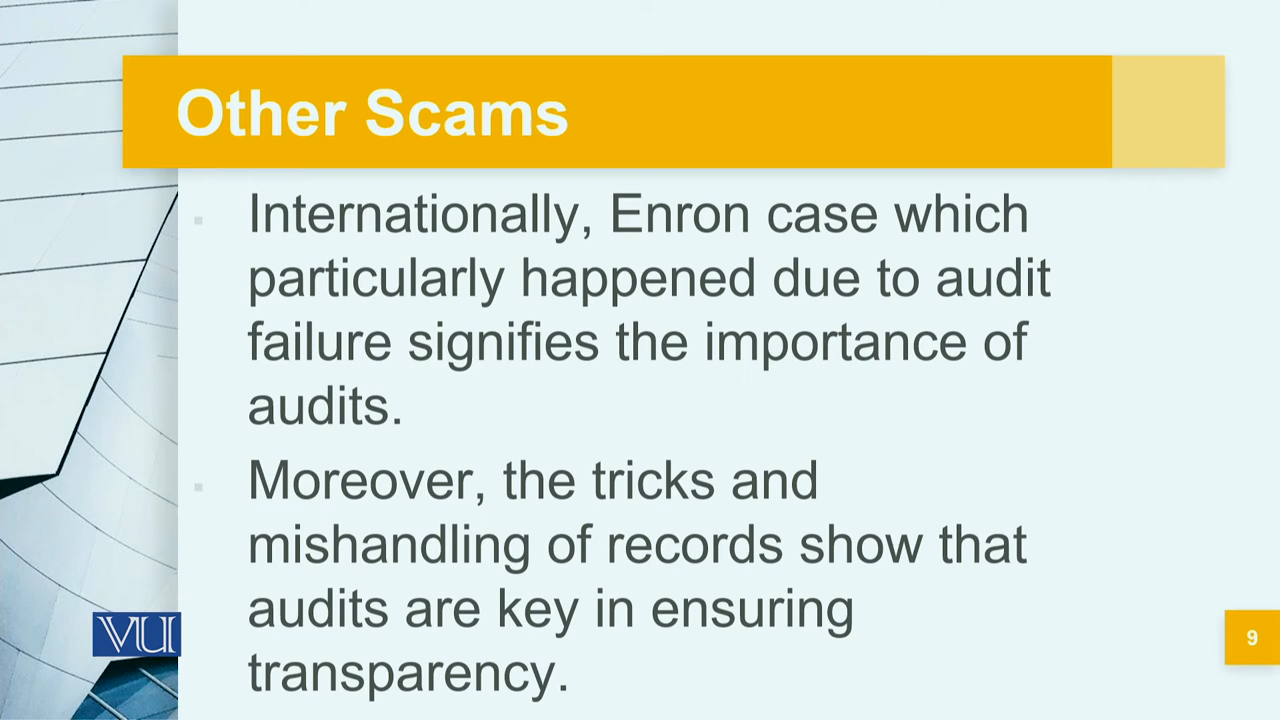 Other Scams
Internationally, Enron case which
particularly happened due to audit
failure signifies the importance of
audits.
Moreover, the tricks and
mishandling of records show that
audits are key in ensuring
transparency.
VU
9